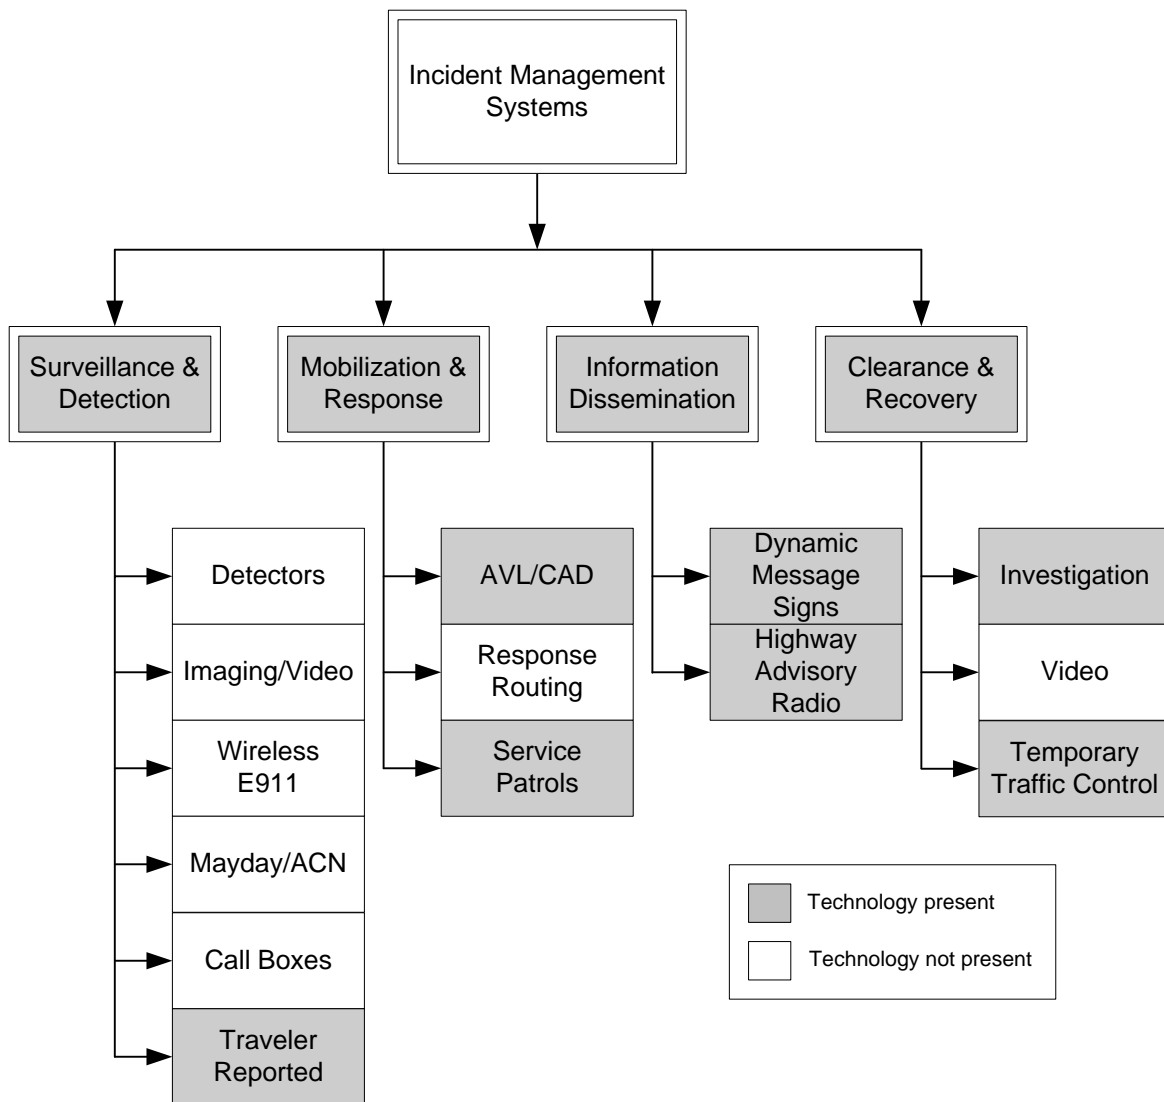 Incident Management
Systems
Surveillance &
Detection
Mobilization &
Response
Information
Dissemination
Clearance &
Recovery
Detectors
Imaging/Video
Wireless
E911
Mayday/ACN
Call Boxes
Traveler
Reported
AVL/CAD
Response
Routing
Service
Patrols
Dynamic
Message
Signs
Highway
Advisory
Radio
Investigation
Video
Temporary
Traffic Control
Technology present
Technology not present